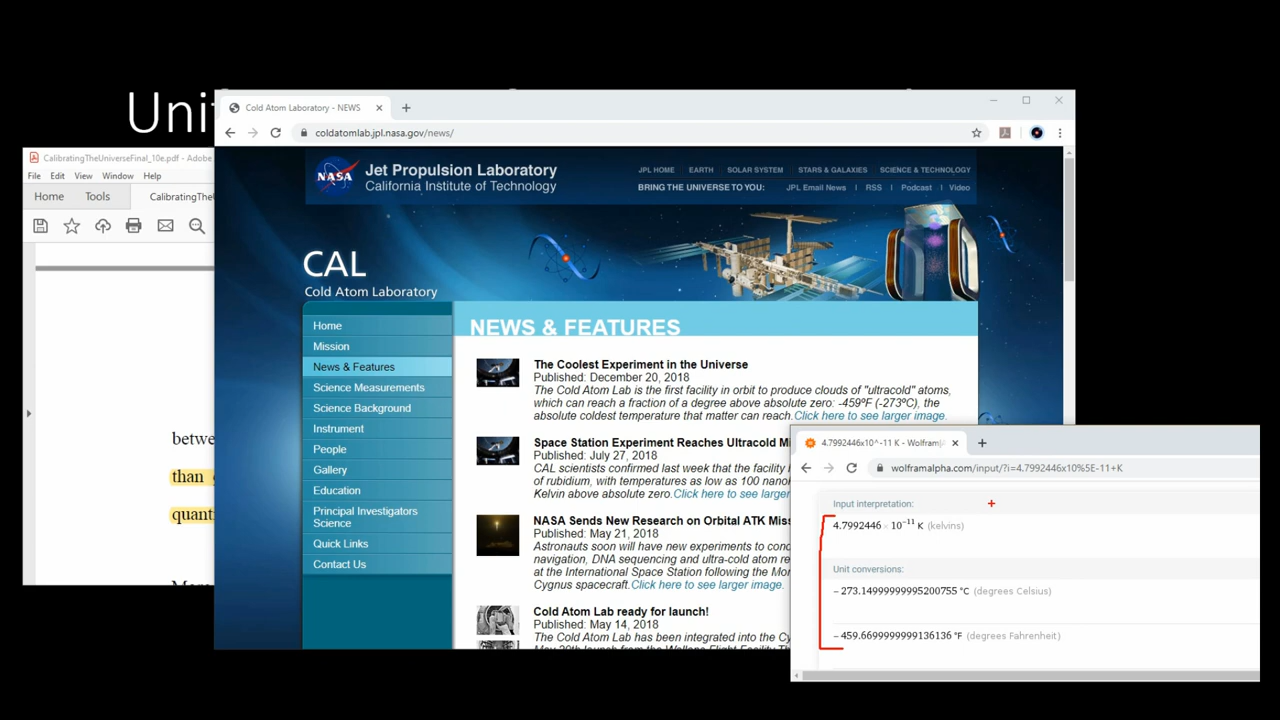 Unif
CalibratingTheUniverseFinal_10e.pdf - Adobe
File Edit View Window Help
Home Tools
betwe
than
quanti
Cold Atom Laboratory - NEWS
coldatomlab.jpl.nasa.gov/news/
NASA
Jet Propulsion Laboratory
California Institute of Technology
JPL HOME EARTH SOLAR SYSTEM STARS & GALAXIES SCIENCE & TECHNOLOGY
BRING THE UNIVERSE TO YOU: JPL Email News | RSS | Podcast | Video
CAL
Cold Atom Laboratory
Home
Mission
News & Features
Science Measurements
Science Background
Instrument
People
Gallery
Education
Principal Investigators
Science
Quick Links
Contact Us
NEWS & FEATURES
The Coolest Experiment in the Universe
Published: December 20, 2018
The Cold Atom Lab is the first facility in orbit to produce clouds of "ultracold" atoms,
which can reach a fraction of a degree above absolute zero: -459ºF (-273ºC), the
absolute coldest temperature that matter can reach.Click here to see larger image.
Space Station Experiment Reaches Ultracold Mi
Published: July 27, 2018
CAL scientists confirmed last week that the facility
of rubidium, with temperatures as low as 100 nanok
Kelvin above absolute zero.Click here to see larger
NASA Sends New Research on Orbital ATK Miss
Published: May 21, 2018
Astronauts soon will have new experiments to cond
navigation, DNA sequencing and ultra-cold atom re
at the International Space Station following the Mon
Cygnus spacecraft.Click here to see larger image.
Cold Atom Lab ready for launch!
Published: May 14, 2018
The Cold Atom Lab has been integrated into the Cy
4.7992446x10^-11 K - Wolfram|A
wolframalpha.com/input/?i=4.7992446x10%5E-11+K
Input interpretation:
4.7992446 × 10⁻¹¹ K (kelvins)
Unit conversions:
-273.14999999995200755 °C (degrees Celsius)
-459.6699999999136136 °F (degrees Fahrenheit)